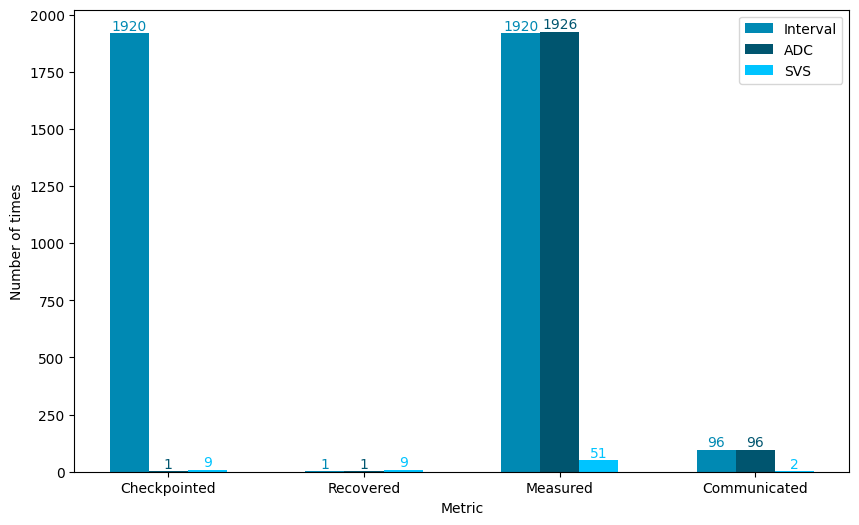 2000
1750
1500
1250
1000
750
500
250
0
Number of times
1920
1
9
1
1
9
1920
1926
51
96
96
2
Interval
ADC
SVS
Checkpointed
Recovered
Measured
Communicated
Metric